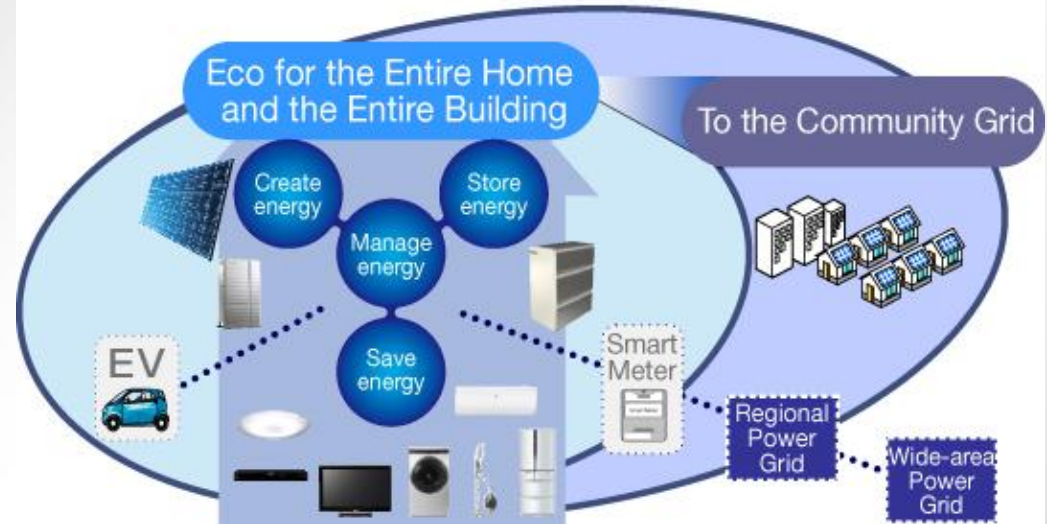 Eco for the Entire Home
and the Entire Building
To the Community Grid
Create
energy
Store
energy
Manage
energy
Save
energy
EV
Smart
Meter
Regional
Power
Grid
Wide-area
Power
Grid